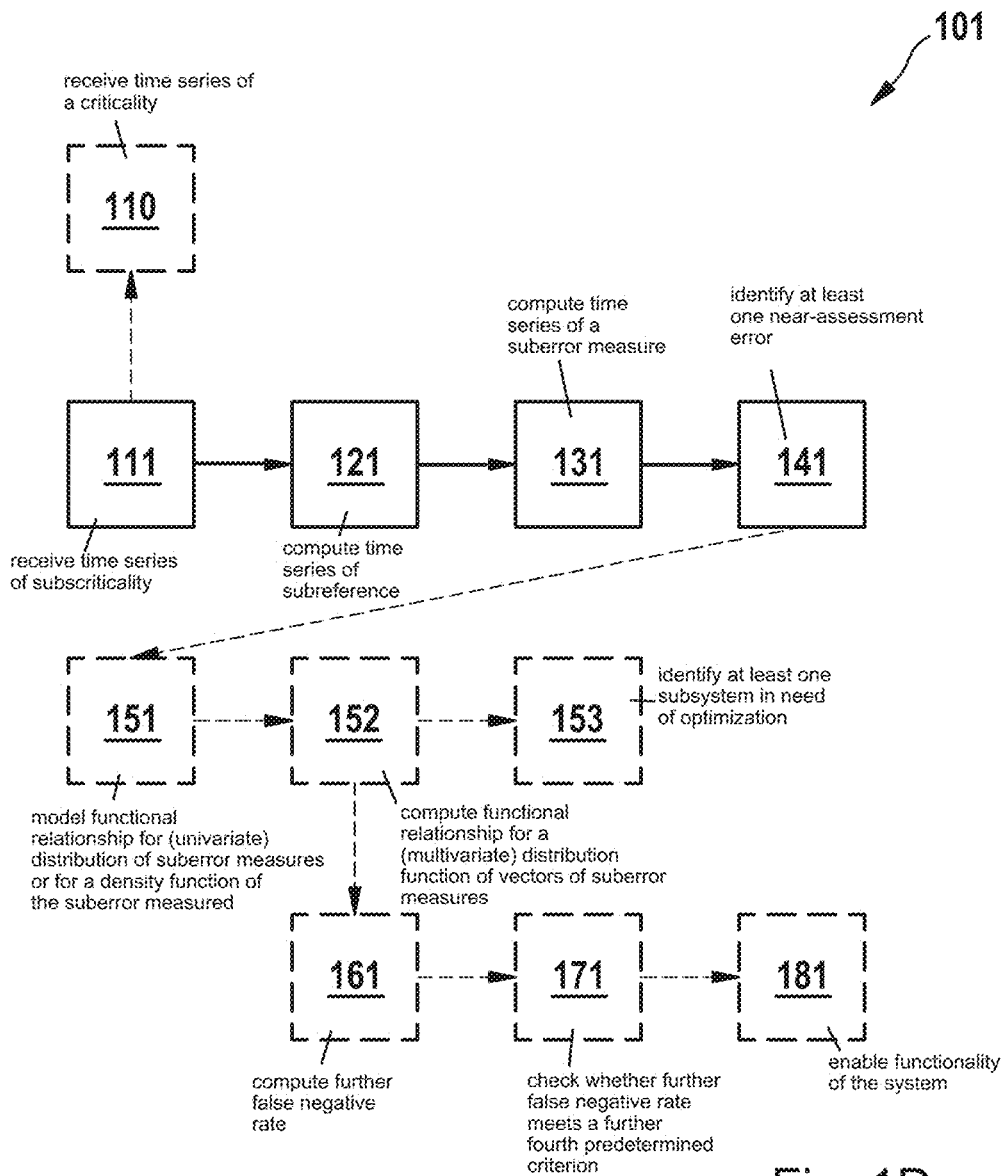 101
receive time series of
a criticality
110
compute time
series of a
suberror measure
identify at least
one near-assessment
error
111
121
131
141
receive time series
of subscriticality
compute time
series of
subreference
151
152
153
identify at least one
subsystem in need
of optimization
model functional
relationship for (univariate)
distribution of suberror measures
or for a density function of
the suberror measured
compute functional
relationship for a
(multivariate) distribution
function of vectors of suberror
measures
161
171
181
compute further
false negative
rate
check whether further
false negative rate
meets a further
fourth predetermined
criterion
enable functionality
of the system